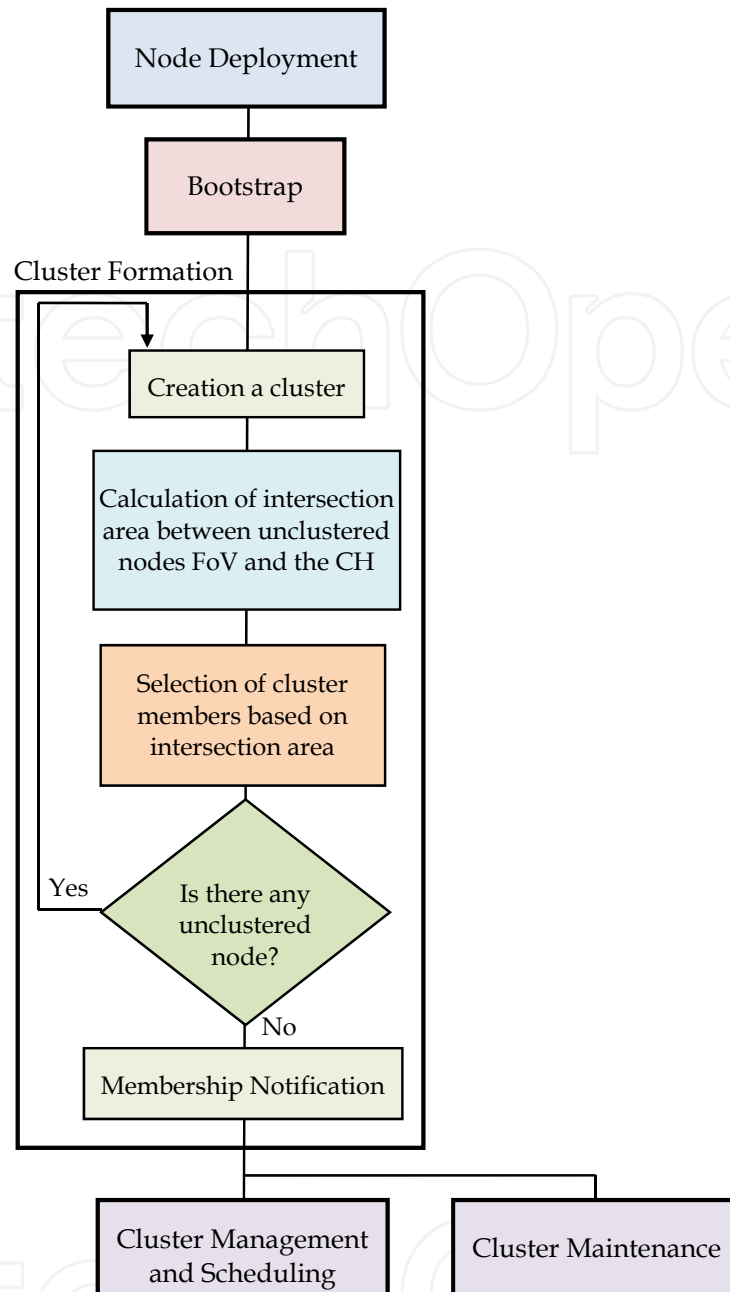 Node Deployment
Bootstrap
Cluster Formation
Creation a cluster
Calculation of intersection
area between unclustered
nodes FoV and the CH
Selection of cluster
members based on
intersection area
Yes
Is there any
unclustered
node?
No
Membership Notification
Cluster Management
and Scheduling
Cluster Maintenance